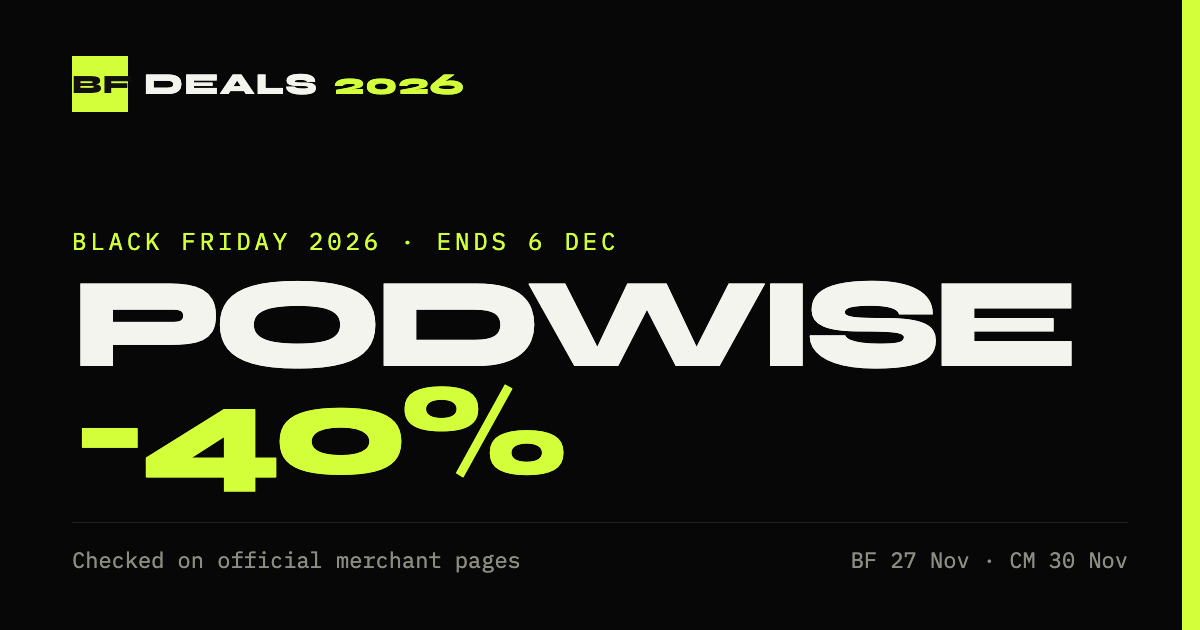 BF DEALS 2026
BLACK FRIDAY 2026 · ENDS 6 DEC
PODWISE
-40%
Checked on official merchant pages
BF 27 Nov · CM 30 Nov